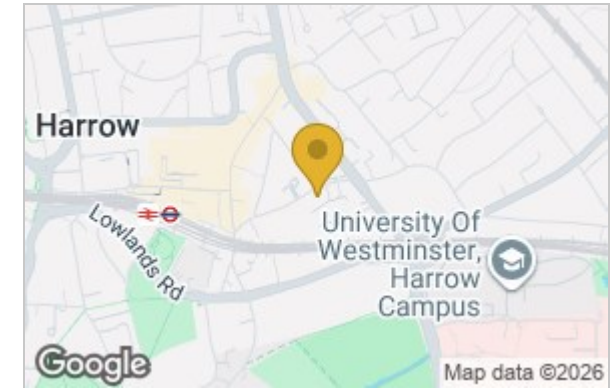 Harrow
Lowlands Rd
University Of
Westminster,
Harrow
Campus
Google
Map data ©2026